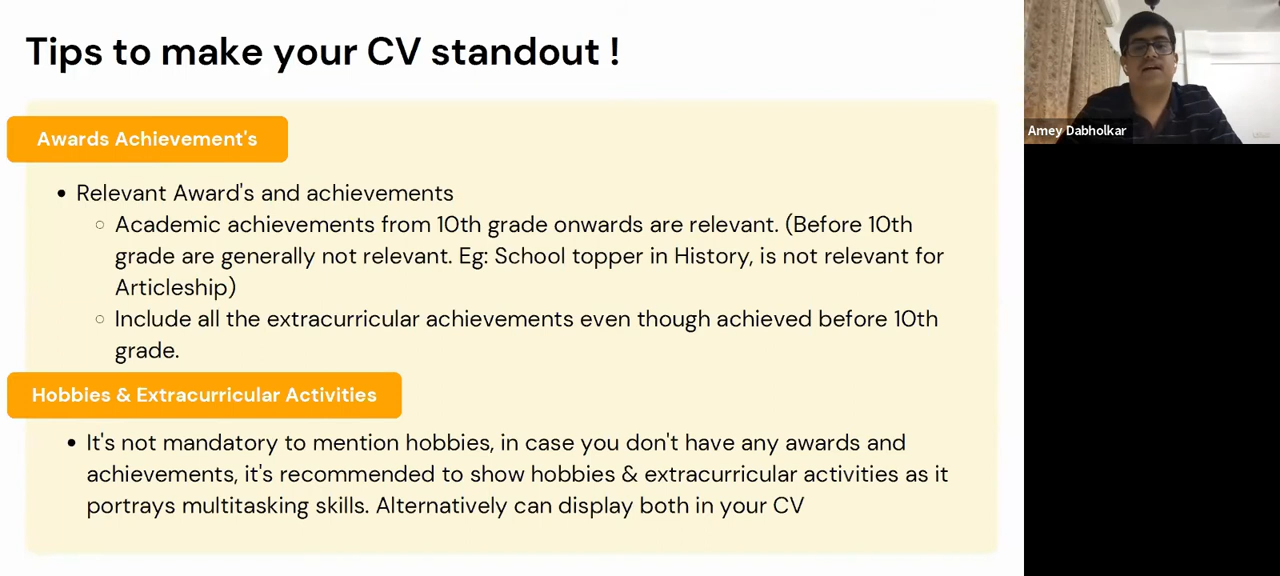 Tips to make your CV standout !
Awards Achievement's
Relevant Award's and achievements
Academic achievements from 10th grade onwards are relevant. (Before 10th
grade are generally not relevant. Eg: School topper in History, is not relevant for
Articleship)
Include all the extracurricular achievements even though achieved before 10th
grade.
Hobbies & Extracurricular Activities
It's not mandatory to mention hobbies, in case you don't have any awards and
achievements, it's recommended to show hobbies & extracurricular activities as it
portrays multitasking skills. Alternatively can display both in your CV
Amey Dabholkar